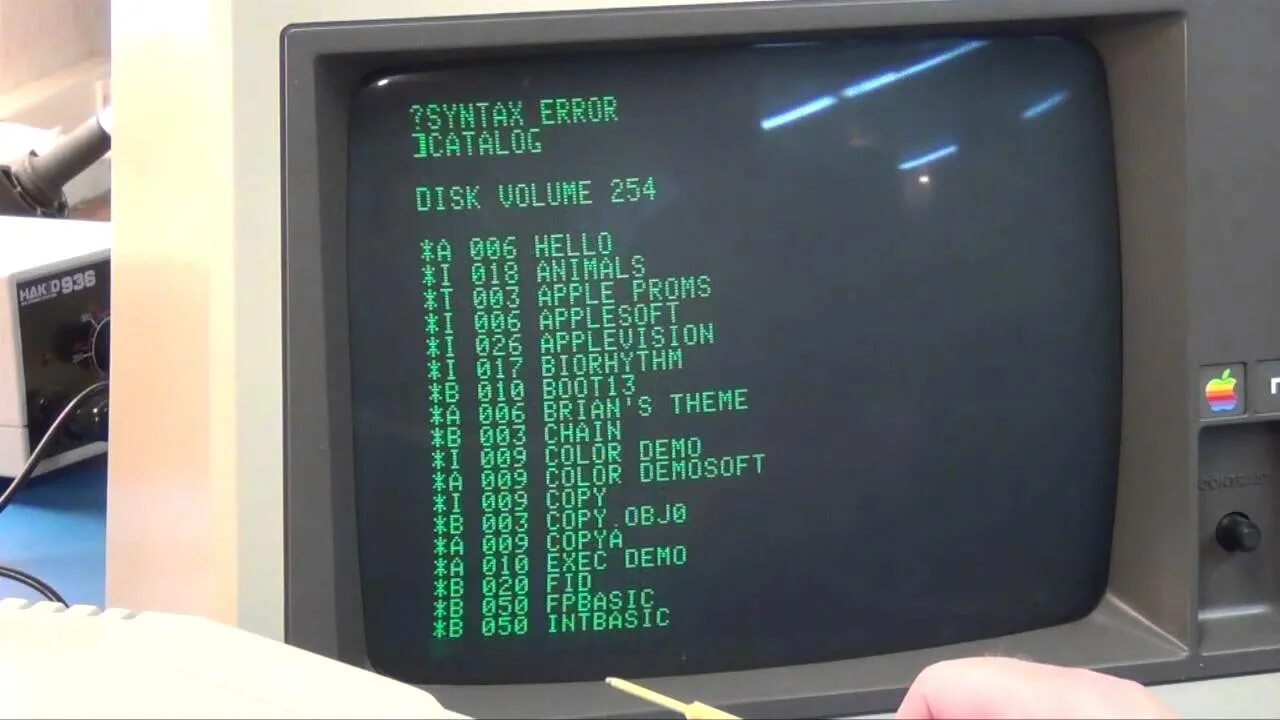 ?SYNTAX ERROR
]CATALOG
DISK VOLUME 254
*A 006 HELLO
*I 018 ANIMALS
*T 003 APPLE PROMS
*I 006 APPLESOFT
*I 026 APPLEVISION
*I 017 BIORHYTHM
*B 010 BOOT13
*A 006 BRIAN'S THEME
*B 003 CHAIN
*I 009 COLOR DEMO
*A 009 COLOR DEMOSOFT
*I 009 COPY
*B 003 COPY.OBJ0
*A 009 COPYA
*A 010 EXEC DEMO
*B 020 FID
*B 050 FPBASIC
*B 050 INTBASIC
HAKKO 936
CONTRAST